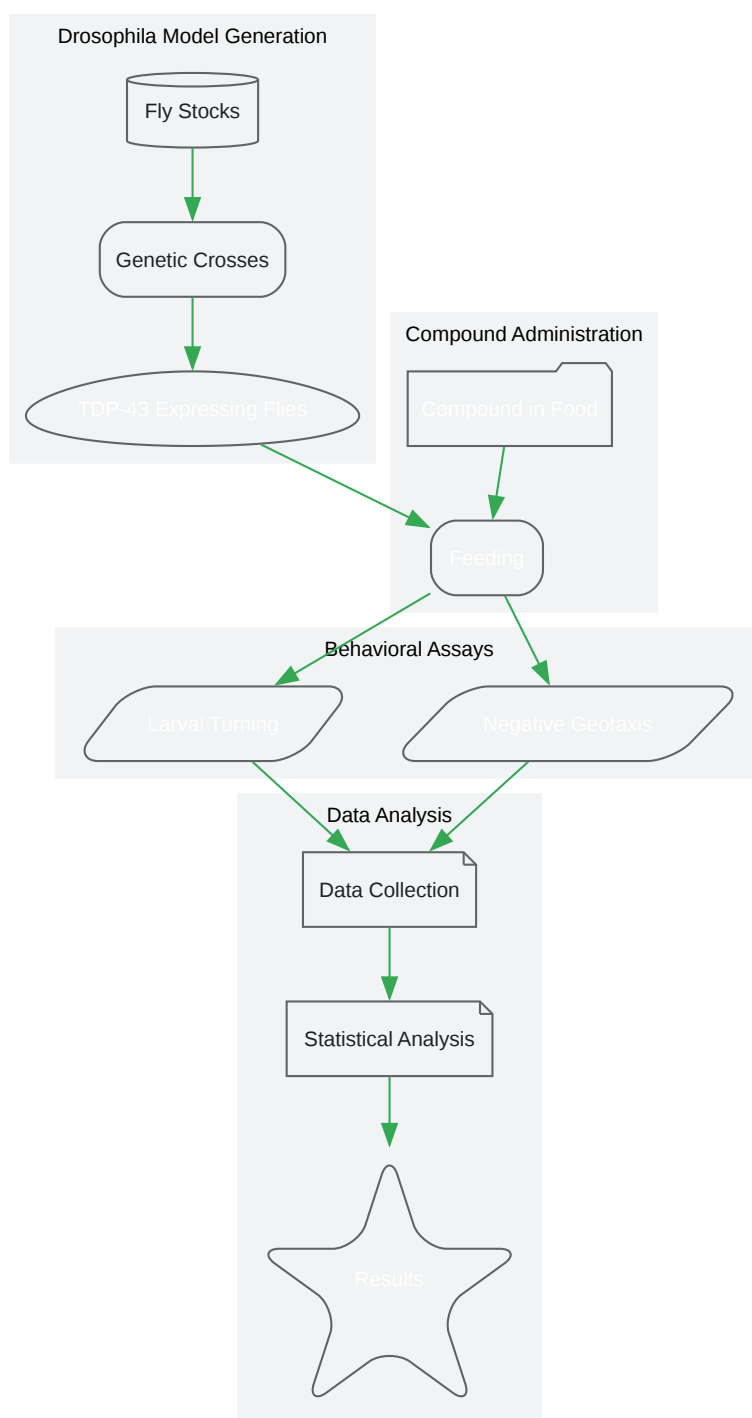 Drosophila Model Generation
Fly Stocks
Genetic Crosses
TDP-43 Expressing Flies
Compound Administration
Compound in Food
Feeding
Behavioral Assays
Larval Turning
Negative Geotaxis
Data Analysis
Data Collection
Statistical Analysis
Results